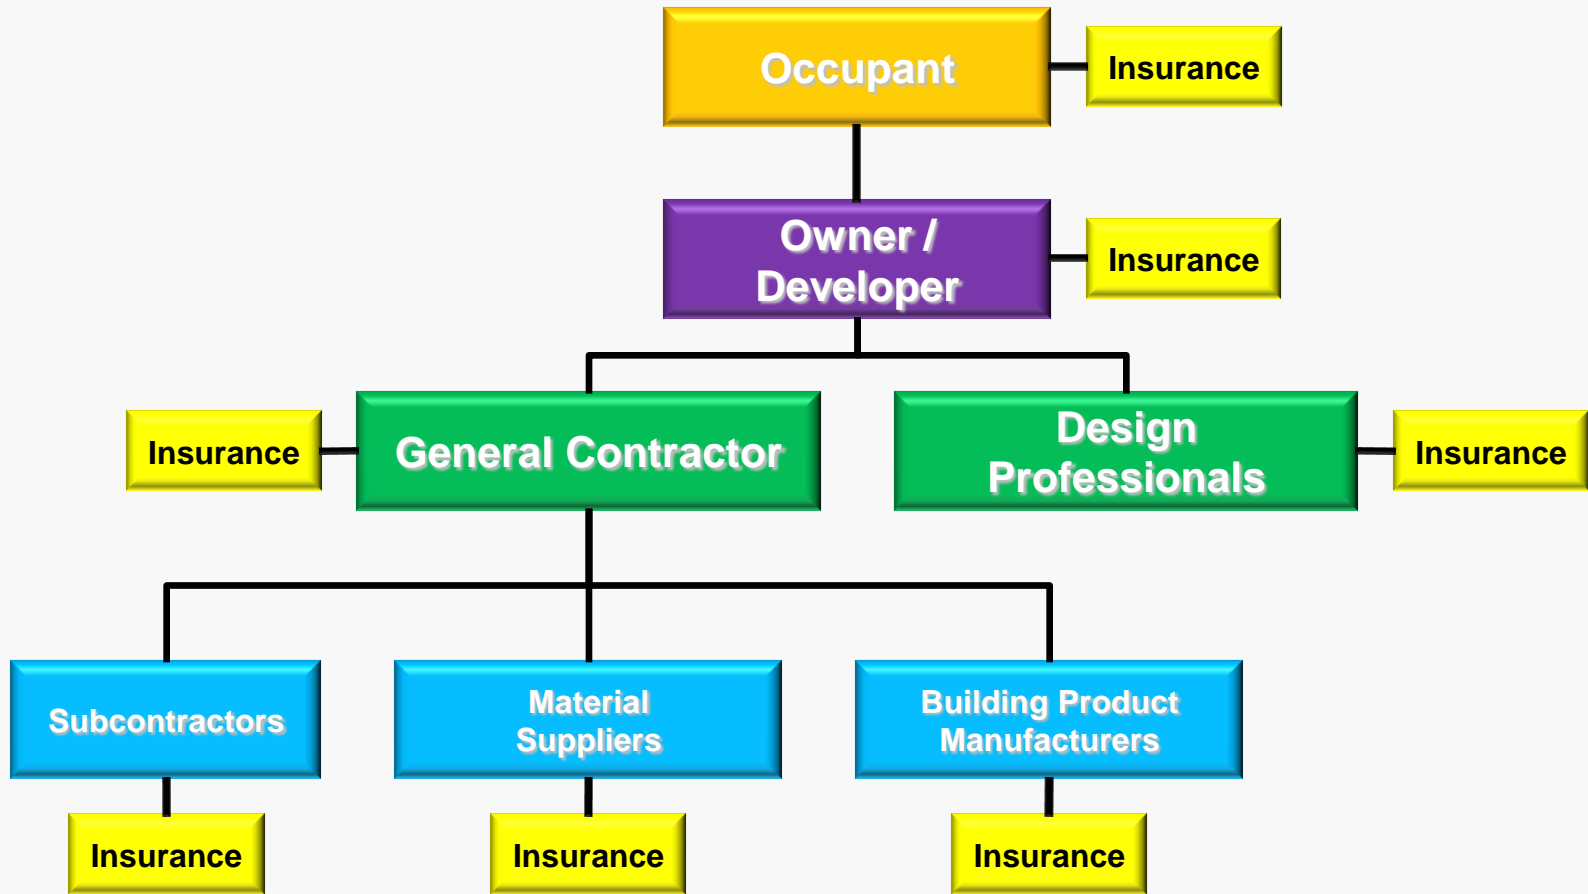 Occupant
Insurance
Owner /
Developer
Insurance
Insurance
General Contractor
Design
Professionals
Insurance
Subcontractors
Material
Suppliers
Building Product
Manufacturers
Insurance
Insurance
Insurance